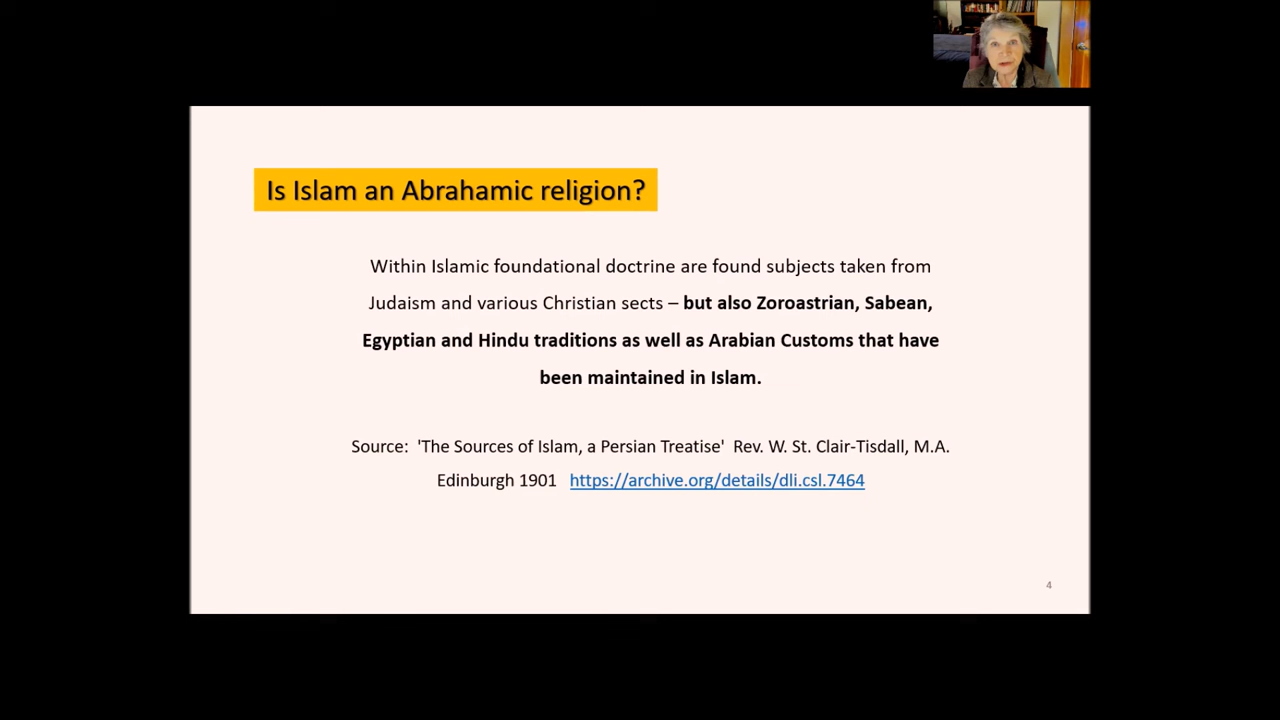 Is Islam an Abrahamic religion?
Within Islamic foundational doctrine are found subjects taken from
Judaism and various Christian sects – but also Zoroastrian, Sabean,
Egyptian and Hindu traditions as well as Arabian Customs that have
been maintained in Islam.
Source: 'The Sources of Islam, a Persian Treatise' Rev. W. St. Clair-Tisdall, M.A.
Edinburgh 1901 https://archive.org/details/dli.csl.7464
4